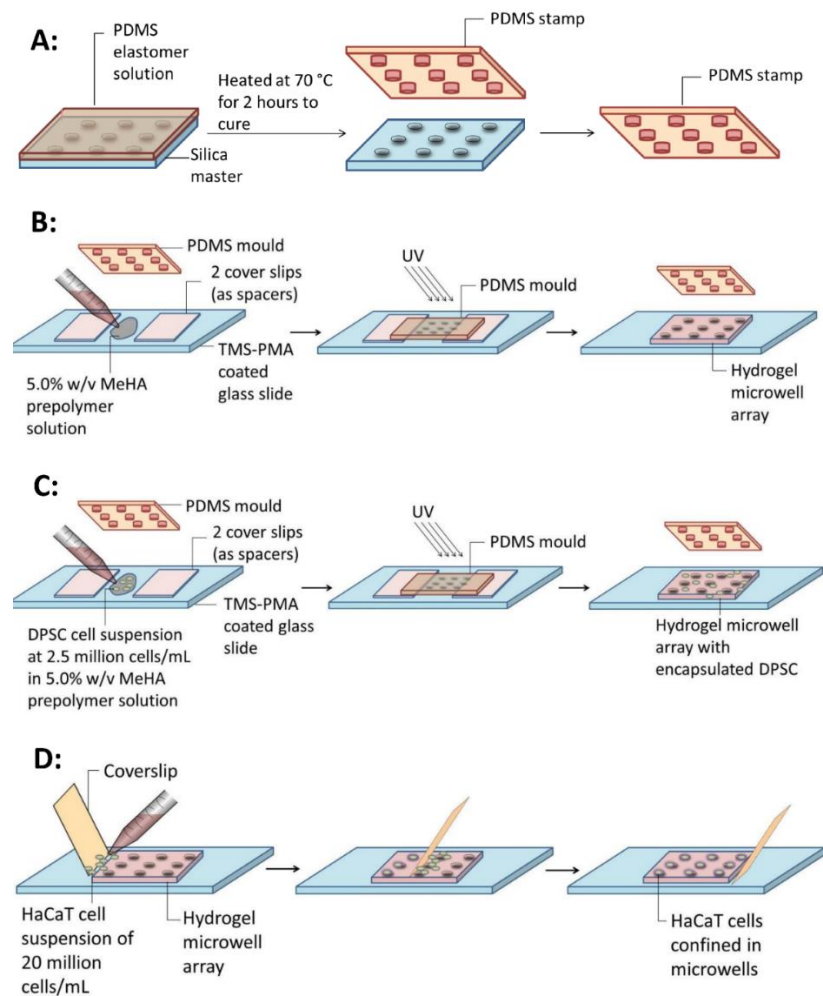 A:
PDMS
elastomer
solution
Heated at 70 °C
for 2 hours to
cure
Silica
master
PDMS stamp
PDMS stamp
B:
PDMS mould
2 cover slips
(as spacers)
TMS-PMA
coated
glass slide
5.0% w/v MeHA
prepolymer
solution
UV
PDMS mould
Hydrogel
microwell
array
C:
PDMS mould
2 cover slips
(as spacers)
TMS-PMA
coated glass
slide
DPSC cell suspension
at 2.5 million cells/mL
in 5.0% w/v MeHA
prepolymer solution
UV
PDMS mould
Hydrogel microwell
array with
encapsulated DPSC
D:
Coverslip
HaCaT cell
suspension of
20 million
cells/mL
Hydrogel
microwell
array
HaCaT cells
confined in
microwells